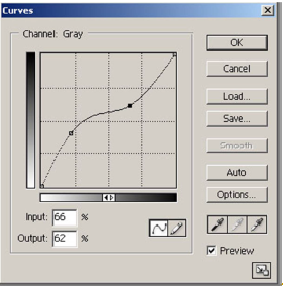 Curves
Channel: Gray
OK
Cancel
Load...
Save...
Smooth
Auto
Options...
Input: 66 %
Output: 62 %
Preview